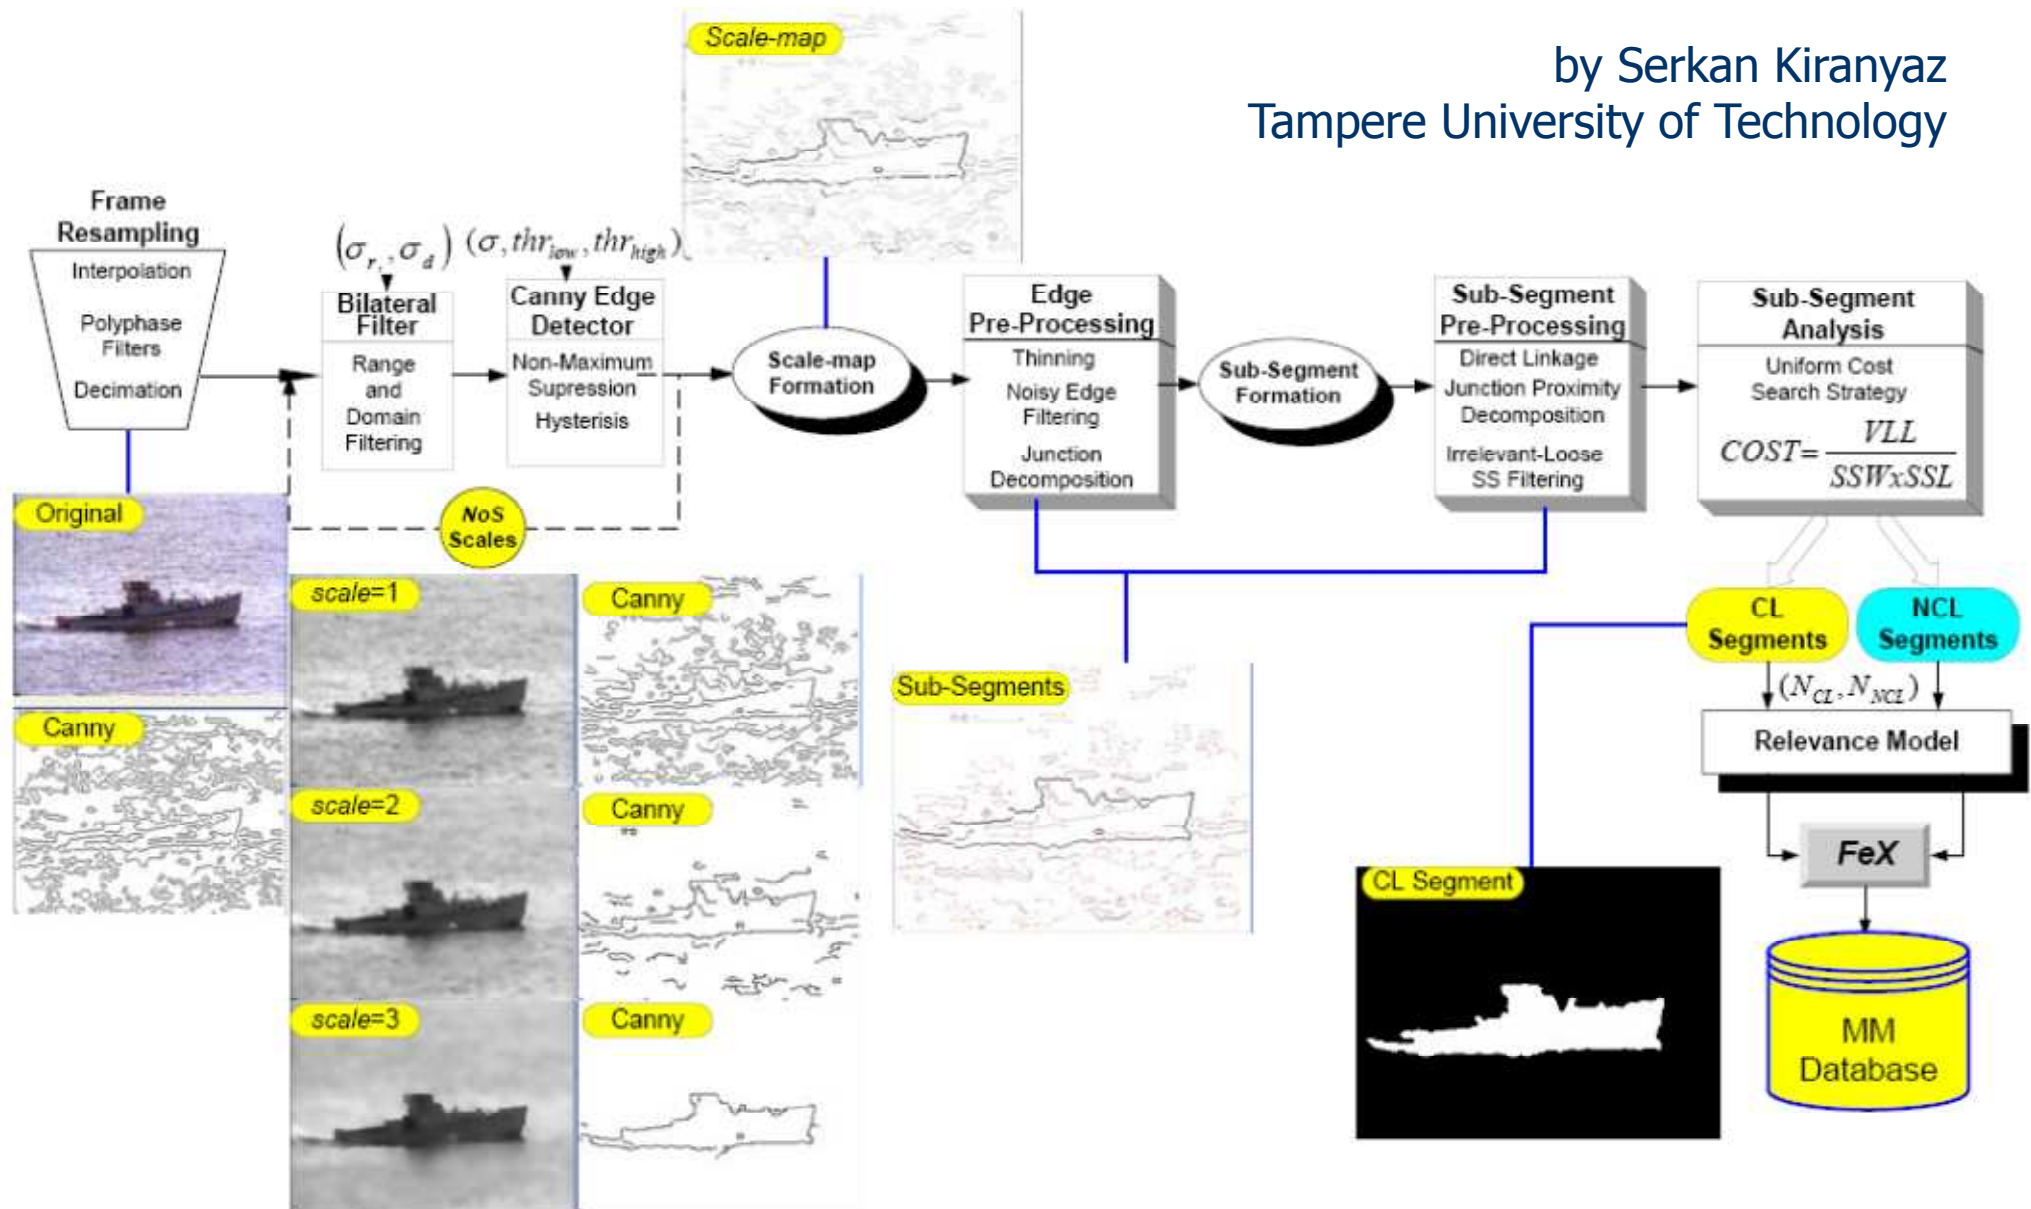 by Serkan Kiranyaz
Tampere University of Technology
Scale-map
Frame
Resampling
Interpolation
Polyphase
Filters
Decimation
(σr, , σd)
(σ, thrlow, thrhigh)
Bilateral
Filter
Range
and
Domain
Filtering
Canny Edge
Detector
Non-Maximum
Supression
Hysterisis
NoS
Scales
Scale-map
Formation
Edge
Pre-Processing
Thinning
Noisy Edge
Filtering
Junction
Decomposition
Sub-Segment
Formation
Sub-Segment
Pre-Processing
Direct Linkage
Junction Proximity
Decomposition
Irrelevant-Loose
SS Filtering
Sub-Segment
Analysis
Uniform Cost
Search Strategy
COST= VLL / SSWxSSL
Original
Canny
scale=1
Canny
scale=2
Canny
scale=3
Canny
Sub-Segments
CL
Segments
NCL
Segments
(NCL, NNCL)
Relevance Model
FeX
CL Segment
MM
Database